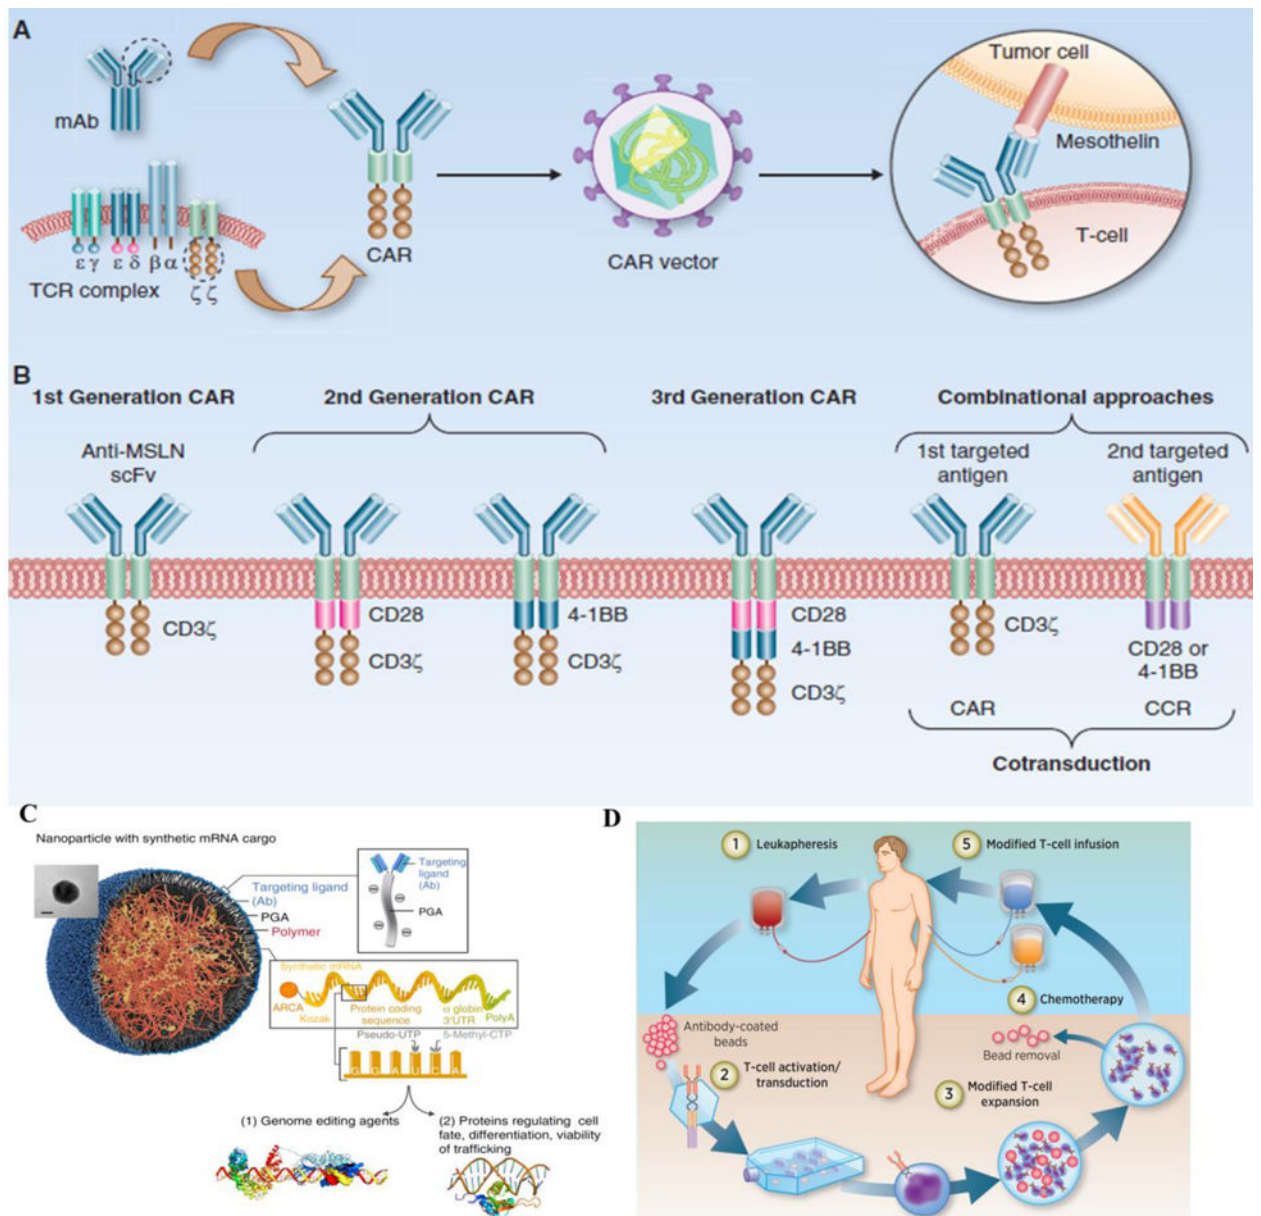 A
mAb
TCR complex
ε γ ε δ β α
ζ ζ
CAR
CAR vector
Tumor cell
Mesothelin
T-cell
B
1st Generation CAR
2nd Generation CAR
3rd Generation CAR
Combinational approaches
Anti-MSLN
scFv
1st targeted
antigen
2nd targeted
antigen
CD3ζ
CD28
CD3ζ
4-1BB
CD3ζ
CD28
4-1BB
CD3ζ
CD3ζ
CD28 or
4-1BB
CAR
CCR
Cotransduction
C
Nanoparticle with synthetic mRNA cargo
Targeting ligand
(Ab)
PGA
Polymer
Targeting
ligand
(Ab)
PGA
Synthetic mRNA
ARCA
Kozak
Protein coding
sequence
α globin
3'UTR
PolyA
Pseudo-UTP
5-Methyl-CTP
G G A U C A
(1) Genome editing agents
(2) Proteins regulating cell
fate, differentiation, viability
of trafficking
D
1 Leukapheresis
5 Modified T-cell infusion
4 Chemotherapy
Antibody-coated
beads
2 T-cell activation/
transduction
Bead removal
3 Modified T-cell
expansion